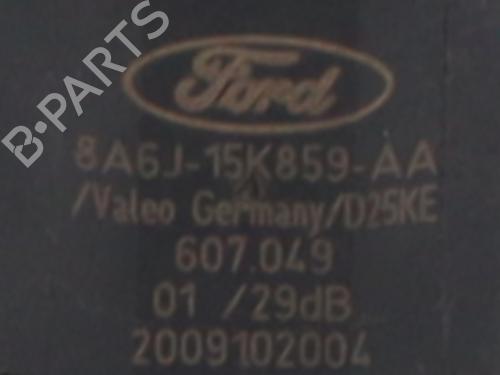 B-PARTS
Ford
8A6J-15K859-AA
/Valeo Germany/D25KE
607.049
01 /29dB
2009102004